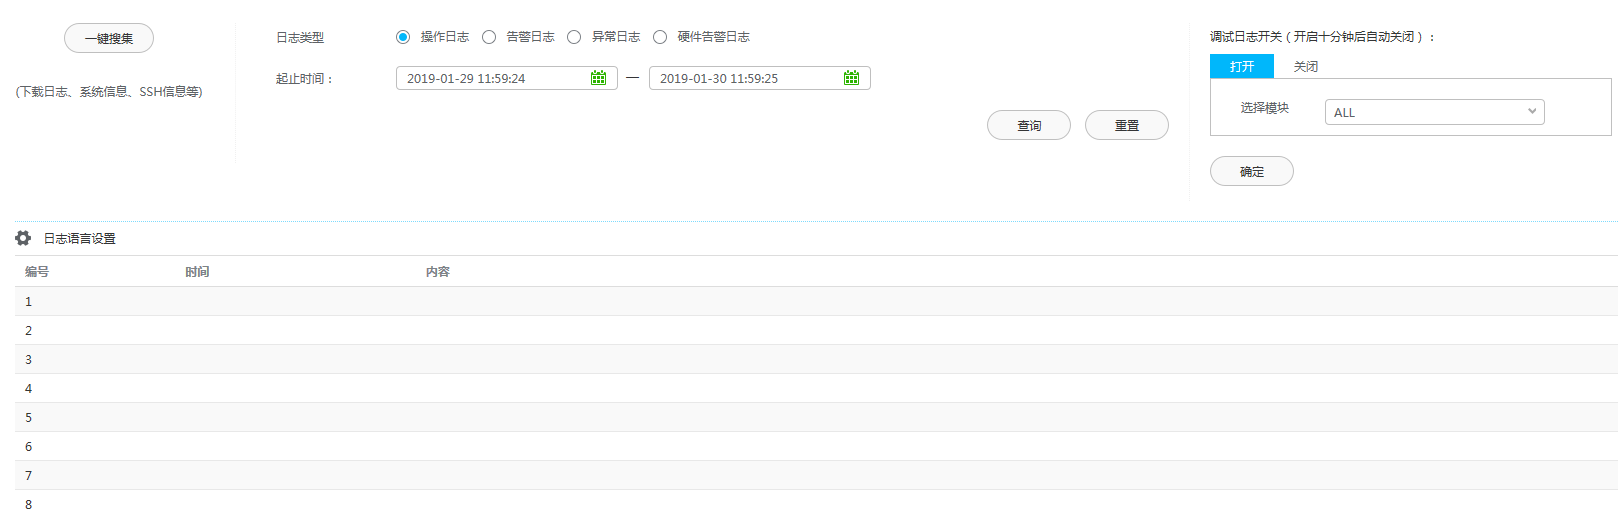 一键搜集
(下载日志、系统信息、SSH信息等)
日志类型 操作日志 告警日志 异常日志 硬件告警日志
起止时间： 2019-01-29 11:59:24 — 2019-01-30 11:59:25
查询 重置
调试日志开关（开启十分钟后自动关闭）：
打开 关闭
选择模块 ALL
确定
日志语言设置
编号 时间 内容
1
2
3
4
5
6
7
8